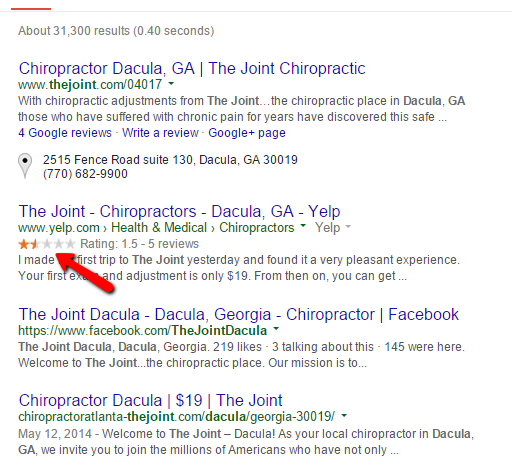 About 31,300 results (0.40 seconds)
Chiropractor Dacula, GA | The Joint Chiropractic
www.thejoint.com/04017
With chiropractic adjustments from The Joint...the chiropractic place in Dacula, GA
those who have suffered with chronic pain for years have discovered this safe ...
4 Google reviews · Write a review · Google+ page
2515 Fence Road suite 130, Dacula, GA 30019
(770) 682-9900
The Joint - Chiropractors - Dacula, GA - Yelp
www.yelp.com › Health & Medical › Chiropractors Yelp
Rating: 1.5 - 5 reviews
I made first trip to The Joint yesterday and found it a very pleasant experience.
Your first and adjustment is only $19. From then on, you can get ...
The Joint Dacula - Dacula, Georgia - Chiropractor | Facebook
https://www.facebook.com/TheJointDacula
The Joint Dacula, Dacula, Georgia. 219 likes · 3 talking about this · 145 were here.
Welcome to The Joint...the chiropractic place. Our mission is to...
Chiropractor Dacula | $19 | The Joint
chiropractoratlanta-thejoint.com/dacula/georgia-30019/
May 12, 2014 - Welcome to The Joint – Dacula! As your local chiropractor in Dacula,
GA, we invite you to join the millions of Americans who have not only ...